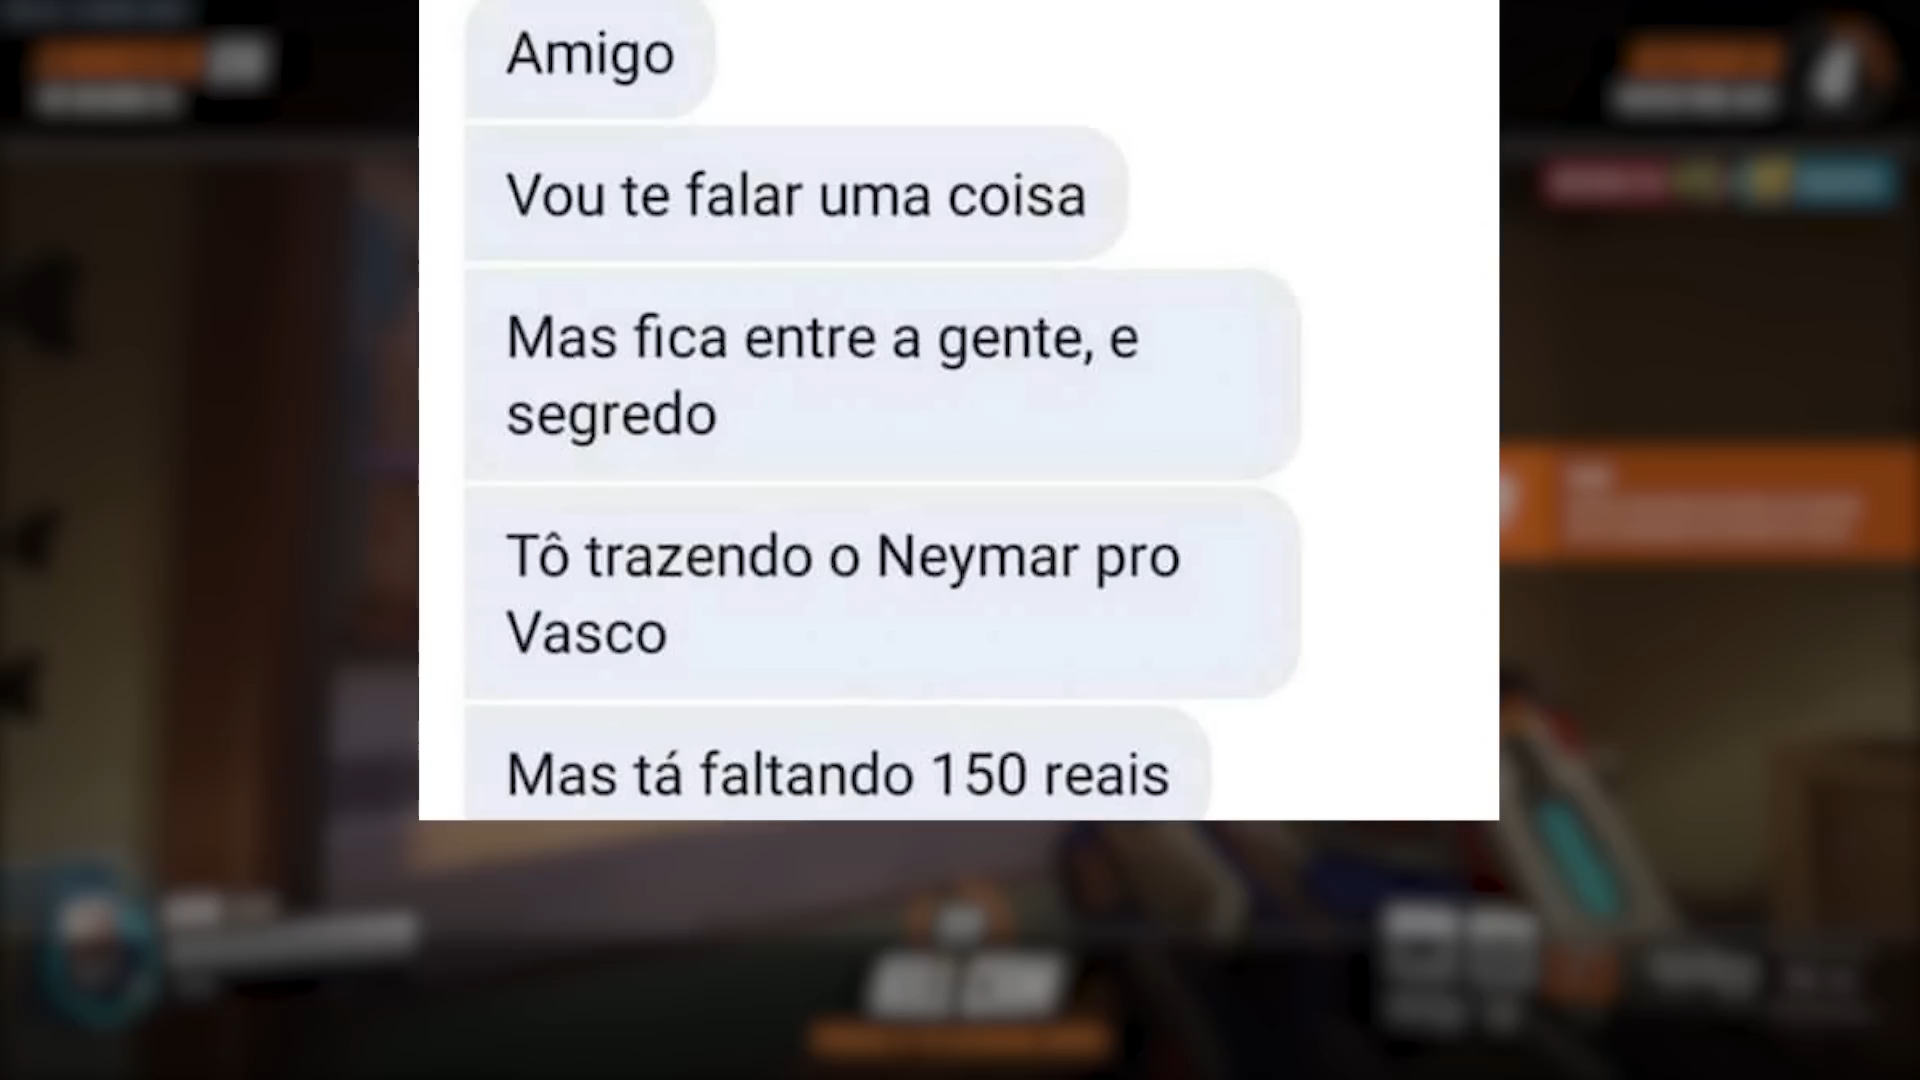 Amigo
Vou te falar uma coisa
Mas fica entre a gente, e
segredo
Tô trazendo o Neymar pro
Vasco
Mas tá faltando 150 reais